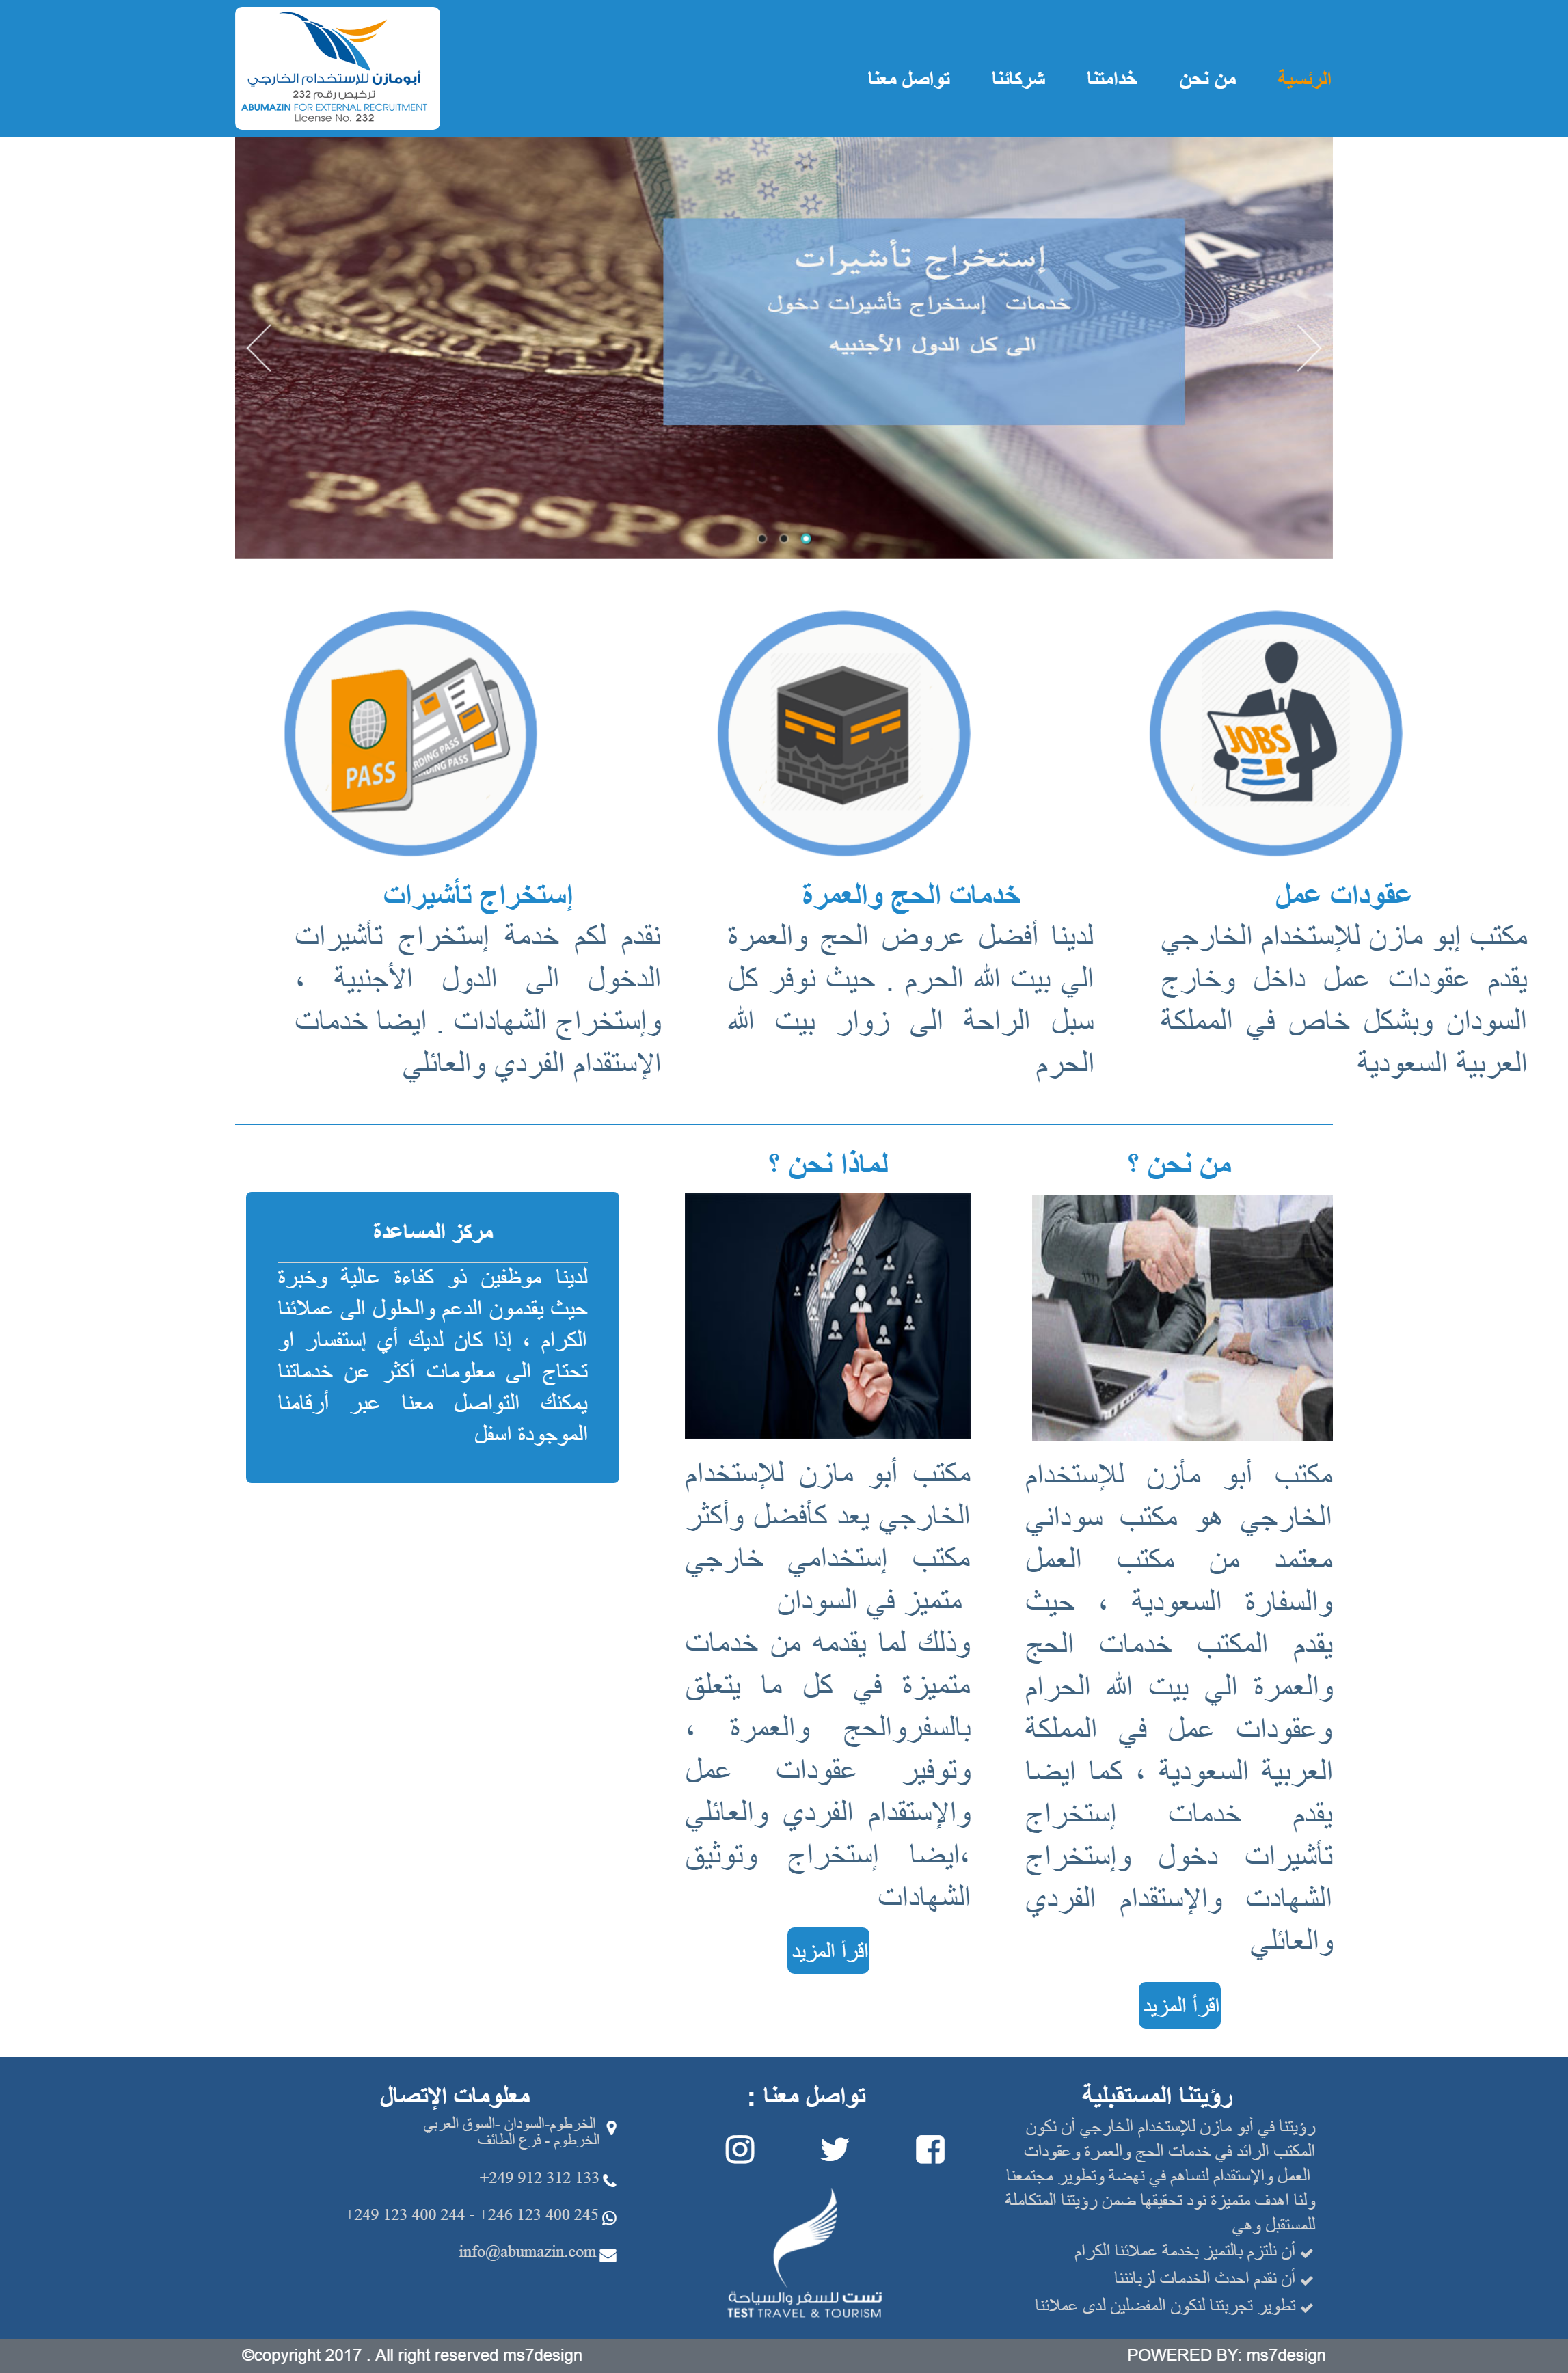 أبومازن للإستخدام الخارجي
ترخيص رقم 232
ABUMAZIN FOR EXTERNAL RECRUITMENT
License No. 232
الرئسية
من نحن
خدامتنا
شركائنا
تواصل معنا
VISA
إستخراج تأشيرات
خدمات إستخراج تأشيرات دخول
الى كل الدول الأجنبيه
PASSPORT
JOBS
عقودات عمل
مكتب إبو مازن للإستخدام الخارجي
يقدم عقودات عمل داخل وخارج
السودان وبشكل خاص في المملكة
العربية السعودية
خدمات الحج والعمرة
لدينا أفضل عروض الحج والعمرة
الي بيت الله الحرم . حيث نوفر كل
سبل الراحة الى زوار بيت الله
الحرم
PASS
BOARDING PASS
إستخراج تأشيرات
نقدم لكم خدمة إستخراج تأشيرات
الدخول الى الدول الأجنبية ،
وإستخراج الشهادات . ايضا خدمات
الإستقدام الفردي والعائلي
من نحن ؟
مكتب أبو مأزن للإستخدام
الخارجي هو مكتب سوداني
معتمد من مكتب العمل
والسفارة السعودية ، حيث
يقدم المكتب خدمات الحج
والعمرة الي بيت الله الحرام
وعقودات عمل في المملكة
العربية السعودية ، كما ايضا
يقدم خدمات إستخراج
تأشيرات دخول وإستخراج
الشهادت والإستقدام الفردي
والعائلي
اقرأ المزيد
لماذا نحن ؟
مكتب أبو مازن للإستخدام
الخارجي يعد كأفضل وأكثر
مكتب إستخدامي خارجي
متميز في السودان
وذلك لما يقدمه من خدمات
متميزة في كل ما يتعلق
بالسفروالحج والعمرة ،
وتوفير عقودات عمل
والإستقدام الفردي والعائلي
،ايضا إستخراج وتوثيق
الشهادات
اقرأ المزيد
مركز المساعدة
لدينا موظفين ذو كفاءة عالية وخبرة
حيث يقدمون الدعم والحلول الى عملائنا
الكرام ، إذا كان لديك أي إستفسار او
تحتاج الى معلومات أكثر عن خدماتنا
يمكنك التواصل معنا عبر أرقامنا
الموجودة اسفل
رؤيتنا المستقبلية
رؤيتنا في أبو مازن للإستخدام الخارجي أن نكون
المكتب الرائد في خدمات الحج والعمرة وعقودات
العمل والإستقدام لنساهم في نهضة وتطوير مجتمعنا
ولنا اهدف متميزة نود تحقيقها ضمن رؤيتنا المتكاملة
للمستقبل وهي
أن نلتزم بالتميز بخدمة عملائنا الكرام
أن نقدم احدث الخدمات لزبائننا
تطوير تجربتنا لنكون المفضلين لدى عملائنا
تواصل معنا :
تست للسفر والسياحة
TEST TRAVEL & TOURISM
معلومات الإتصال
الخرطوم-السودان -السوق العربي
الخرطوم - فرع الطائف
+249 912 312 133
+249 123 400 244 - +246 123 400 245
info@abumazin.com
©copyright 2017 . All right reserved ms7design
POWERED BY: ms7design